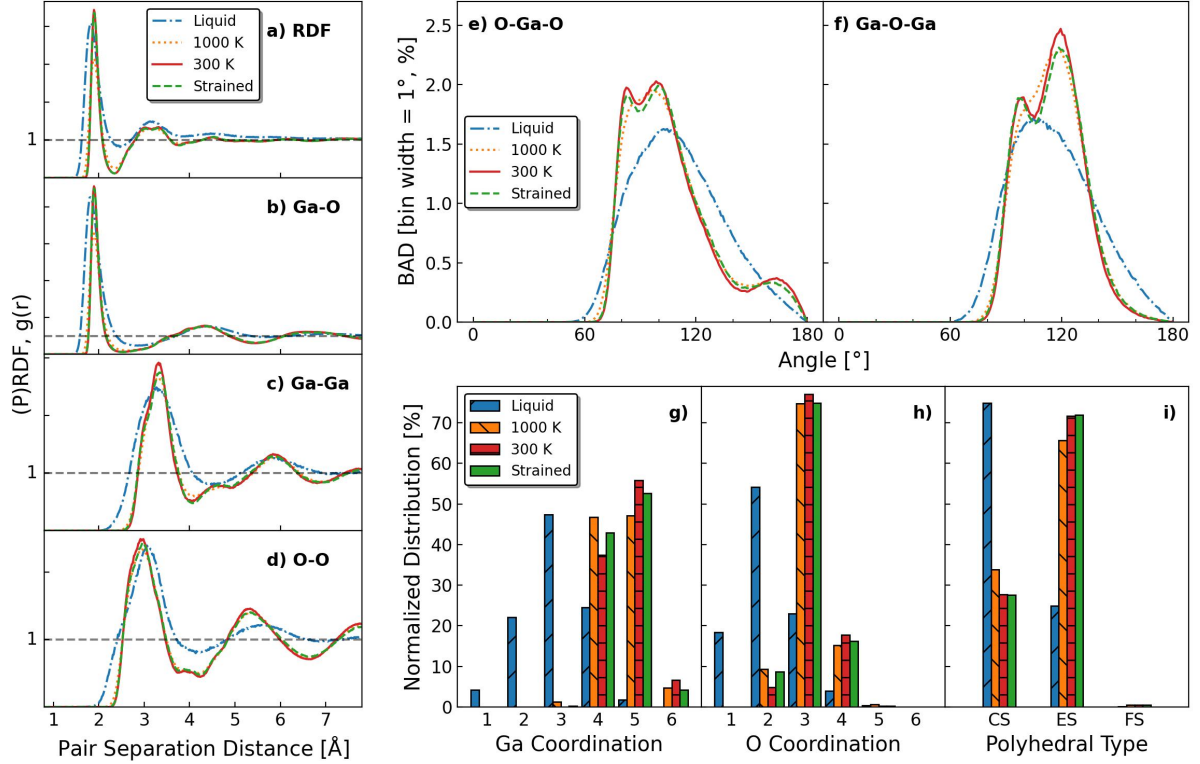 Liquid
1000 K
300 K
Strained
a) RDF
1
b) Ga-O
c) Ga-Ga
1
d) O-O
1
(P)RDF, g(r)
1 2 3 4 5 6 7
Pair Separation Distance [Å]
e) O-Ga-O
f) Ga-O-Ga
2.5
2.0
1.5
1.0
0.5
0.0
BAD [bin width = 1°, %]
Liquid
1000 K
300 K
Strained
0 60 120 180
0 60 120 180
Angle [°]
Liquid
1000 K
300 K
Strained
g)
h)
i)
70
60
50
40
30
20
10
0
Normalized Distribution [%]
1 2 3 4 5 6
1 2 3 4 5 6
CS ES FS
Ga Coordination
O Coordination
Polyhedral Type